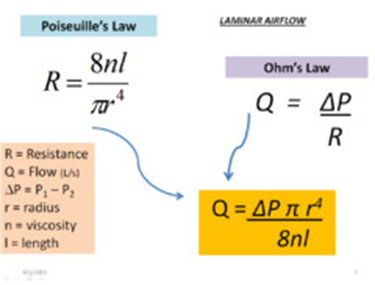 Poiseuille's Law
LAMINAR AIRFLOW
R = 8nl / πr⁴
Ohm's Law
Q = ΔP / R
R = Resistance
Q = Flow (L/s)
ΔP = P₁ – P₂
r = radius
n = viscosity
l = length
Q = ΔP π r⁴ / 8nl